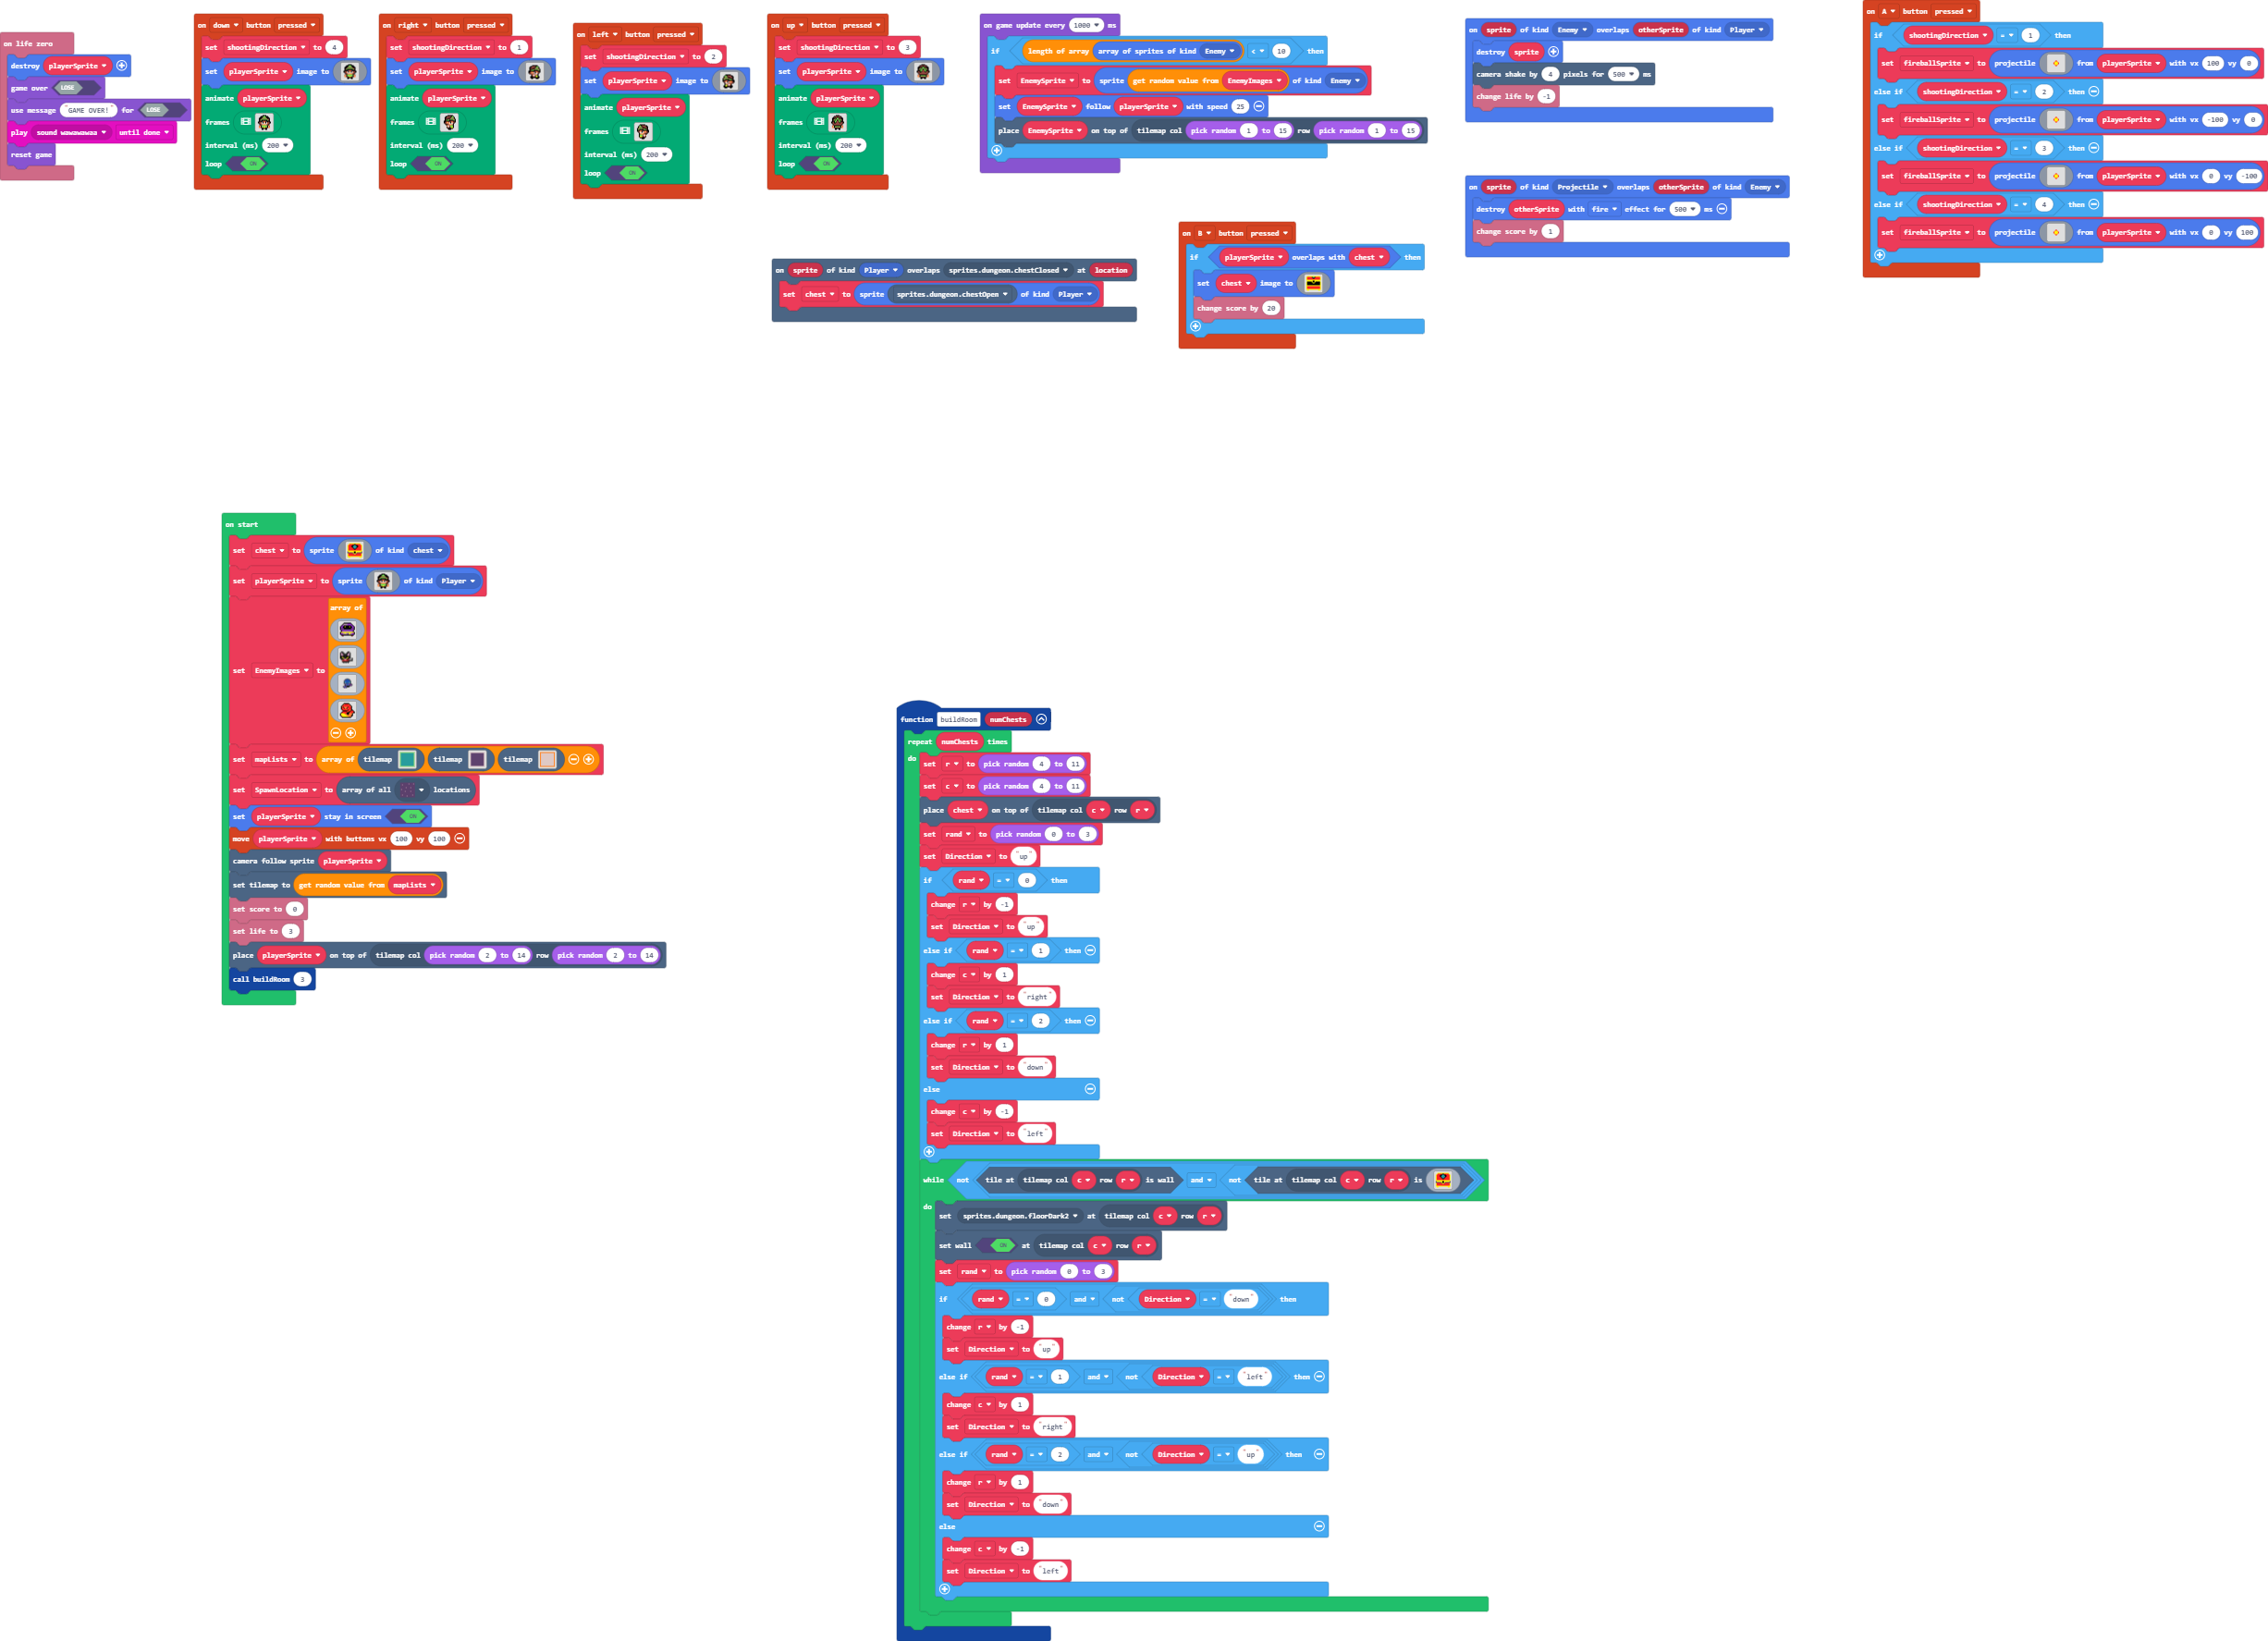 on life zero
destroy playerSprite
game over LOSE
use message "GAME OVER!" for LOSE
play sound wawawawaa until done
reset game
on down button pressed
set shootingDirection to 4
set playerSprite image to
animate playerSprite
frames
interval (ms) 200
loop ON
on right button pressed
set shootingDirection to 1
set playerSprite image to
animate playerSprite
frames
interval (ms) 200
loop ON
on left button pressed
set shootingDirection to 2
set playerSprite image to
animate playerSprite
frames
interval (ms) 200
loop ON
on up button pressed
set shootingDirection to 3
set playerSprite image to
animate playerSprite
frames
interval (ms) 200
loop ON
on game update every 1000 ms
if length of array array of sprites of kind Enemy < 10 then
set EnemySprite to sprite get random value from EnemyImages of kind Enemy
set EnemySprite follow playerSprite with speed 25
place EnemySprite on top of tilemap col pick random 1 to 15 row pick random 1 to 15
on sprite of kind Enemy overlaps otherSprite of kind Player
destroy sprite
camera shake by 4 pixels for 500 ms
change life by -1
on sprite of kind Projectile overlaps otherSprite of kind Enemy
destroy otherSprite with fire effect for 500 ms
change score by 1
on A button pressed
if shootingDirection = 1 then
set fireballSprite to projectile from playerSprite with vx 100 vy 0
else if shootingDirection = 2 then
set fireballSprite to projectile from playerSprite with vx -100 vy 0
else if shootingDirection = 3 then
set fireballSprite to projectile from playerSprite with vx 0 vy -100
else if shootingDirection = 4 then
set fireballSprite to projectile from playerSprite with vx 0 vy 100
on sprite of kind Player overlaps sprites.dungeon.chestClosed at location
set chest to sprite sprites.dungeon.chestOpen of kind Player
on B button pressed
if playerSprite overlaps with chest then
set chest image to
change score by 20
on start
set chest to sprite of kind chest
set playerSprite to sprite of kind Player
array of
set EnemyImages to
set mapLists to array of tilemap tilemap tilemap
set SpawnLocation to array of all locations
set playerSprite stay in screen ON
move playerSprite with buttons vx 100 vy 100
camera follow sprite playerSprite
set tilemap to get random value from mapLists
set score to 0
set life to 3
place playerSprite on top of tilemap col pick random 2 to 14 row pick random 2 to 14
call buildRoom 3
function buildRoom numChests
repeat numChests times
do set r to pick random 4 to 11
set c to pick random 4 to 11
place chest on top of tilemap col c row r
set rand to pick random 0 to 3
set Direction to "up"
if rand = 0 then
change r by -1
set Direction to "up"
else if rand = 1 then
change c by 1
set Direction to "right"
else if rand = 2 then
change r by 1
set Direction to "down"
else
change c by -1
set Direction to "left"
while not tile at tilemap col c row r is wall and not tile at tilemap col c row r is
do set sprites.dungeon.floorDark2 at tilemap col c row r
set wall ON at tilemap col c row r
set rand to pick random 0 to 3
if rand = 0 and not Direction = "down" then
change r by -1
set Direction to "up"
else if rand = 1 and not Direction = "left" then
change c by 1
set Direction to "right"
else if rand = 2 and not Direction = "up" then
change r by 1
set Direction to "down"
else
change c by -1
set Direction to "left"